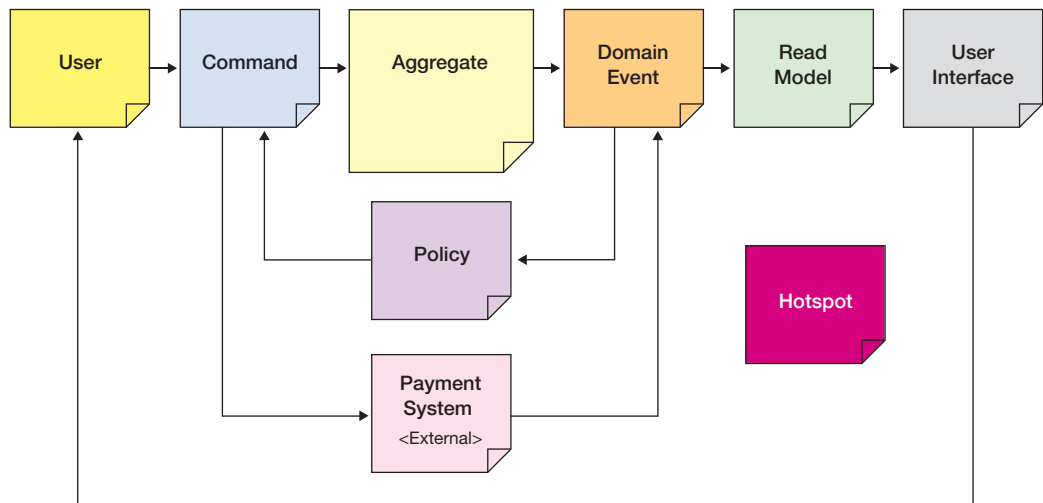 User
Command
Aggregate
Domain
Event
Read
Model
User
Interface
Policy
Hotspot
Payment
System
<External>